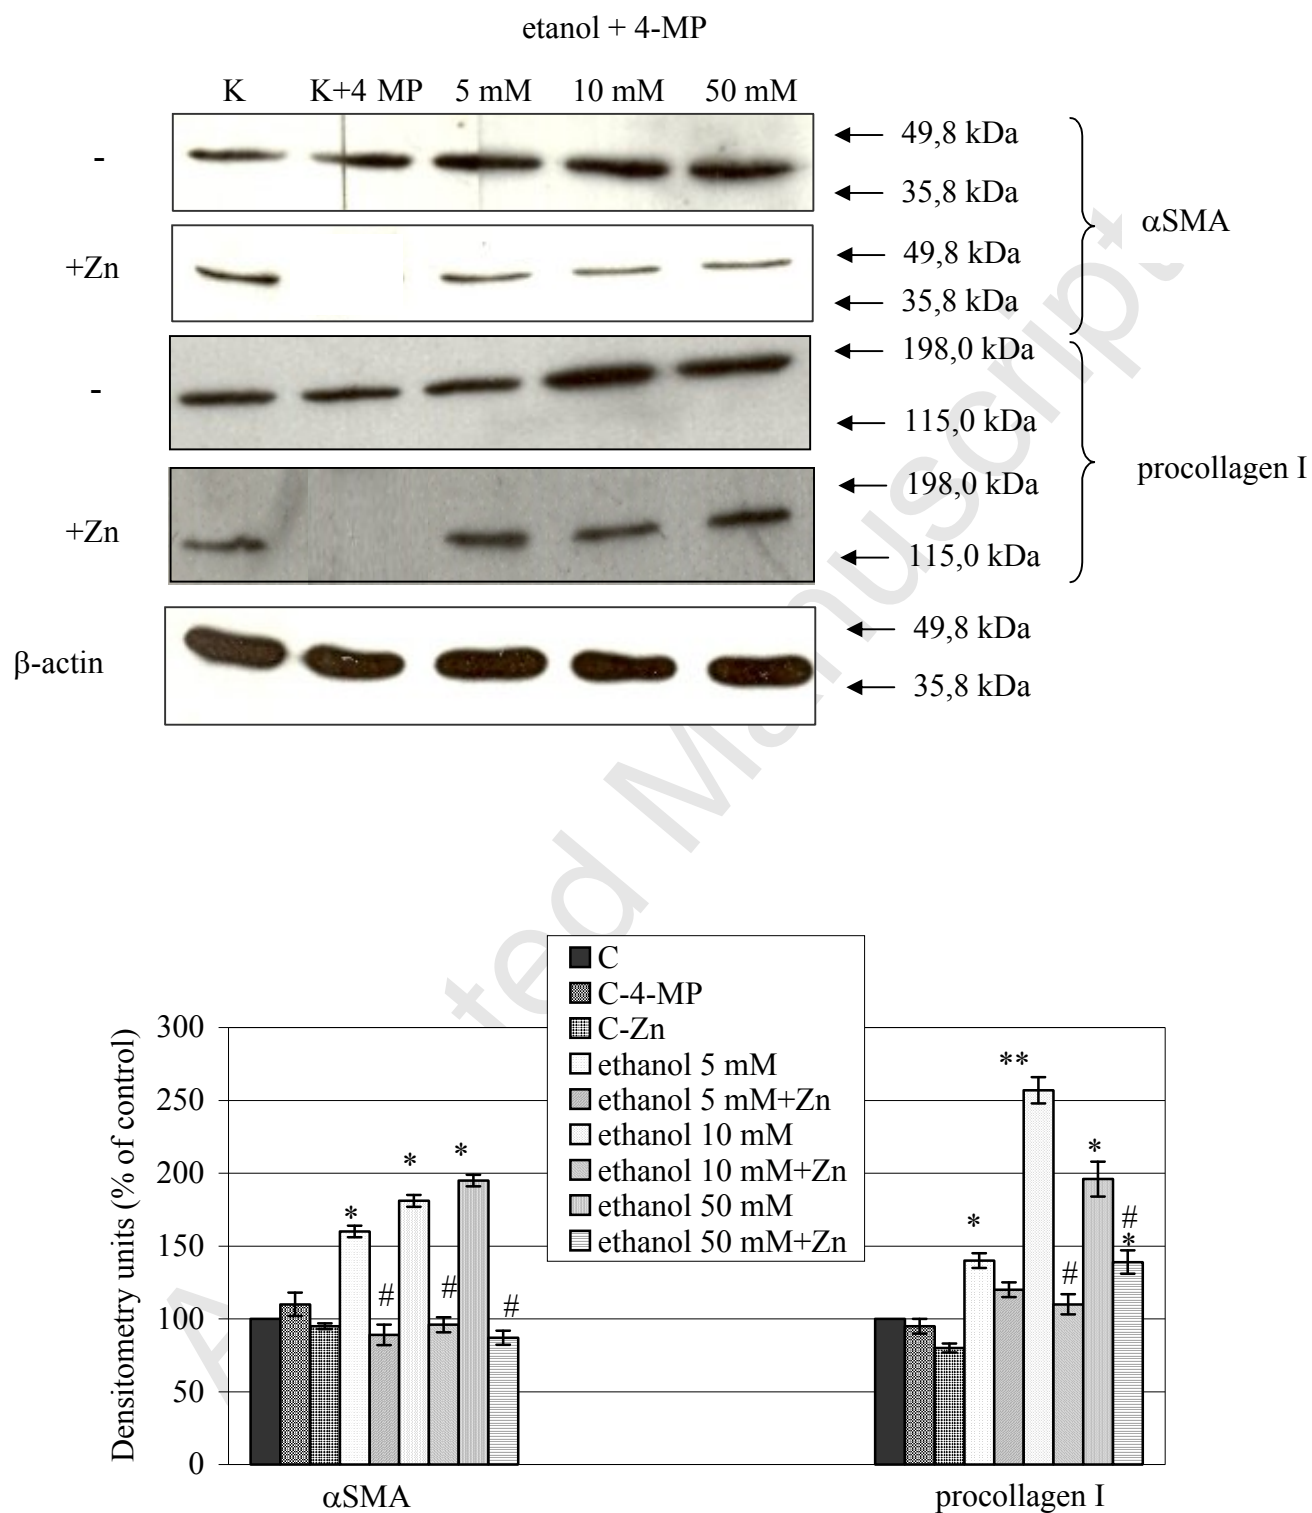 etanol + 4-MP
K K+4 MP 5 mM 10 mM 50 mM
- 49,8 kDa
35,8 kDa
αSMA
+Zn 49,8 kDa
35,8 kDa
- 198,0 kDa
115,0 kDa
procollagen I
+Zn 198,0 kDa
115,0 kDa
β-actin 49,8 kDa
35,8 kDa
C
C-4-MP
C-Zn
ethanol 5 mM
ethanol 5 mM+Zn
ethanol 10 mM
ethanol 10 mM+Zn
ethanol 50 mM
ethanol 50 mM+Zn
Densitometry units (% of control)
300
250
200
150
100
50
0
* # * # * #
* ** # * # *
αSMA procollagen I
Accepted Manuscript